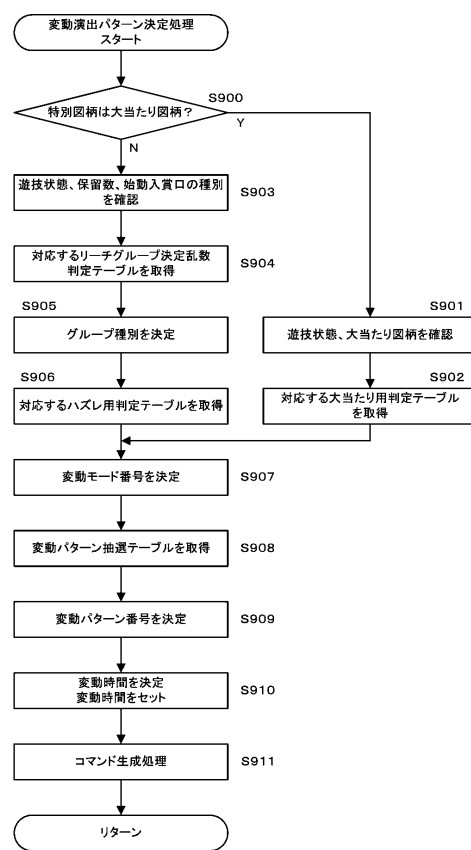 変動演出パターン決定処理
スタート
S900
特別図柄は大当たり図柄？
Y
N
遊技状態、保留数、始動入賞口の種別
を確認
S903
対応するリーチグループ決定乱数
判定テーブルを取得
S904
S905
グループ種別を決定
S901
遊技状態、大当たり図柄を確認
S906
対応するハズレ用判定テーブルを取得
S902
対応する大当たり用判定テーブル
を取得
変動モード番号を決定
S907
変動パターン抽選テーブルを取得
S908
変動パターン番号を決定
S909
変動時間を決定
変動時間をセット
S910
コマンド生成処理
S911
リターン